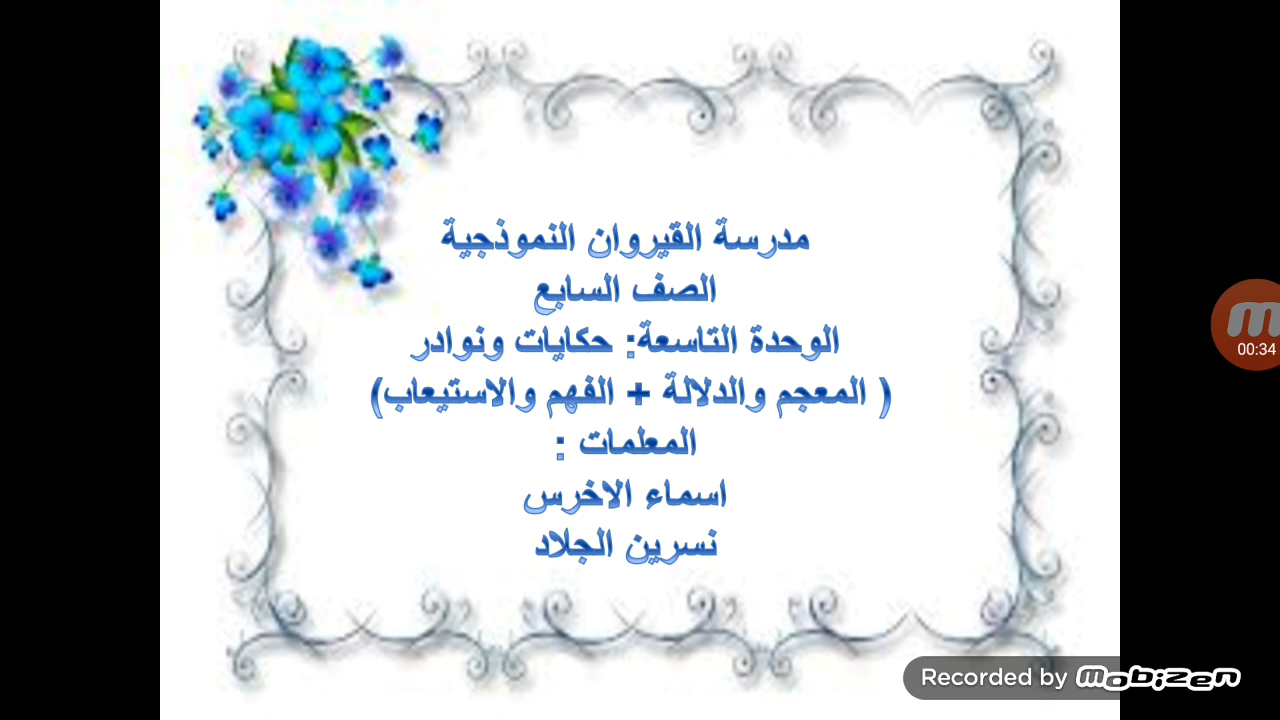 مدرسة القيروان النموذجية
الصف السابع
الوحدة التاسعة: حكايات ونوادر
( المعجم والدلالة + الفهم والاستيعاب)
المعلمات :
اسماء الاخرس
نسرين الجلاد
00:34
Recorded by mobizen